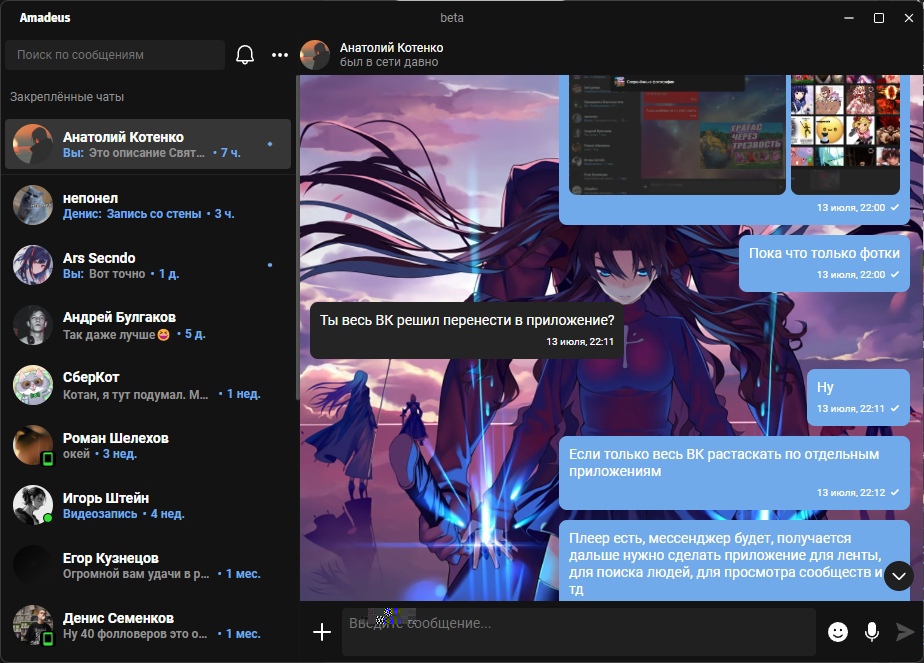 Amadeus
beta
Поиск по сообщениям
Закреплённые чаты
Анатолий Котенко
Вы: Это описание Свят... • 7 ч.
непонел
Денис: Запись со стены • 3 ч.
Ars Secndo
Вы: Вот точно • 1 д.
Андрей Булгаков
Так даже лучше😆 • 5 д.
СберКот
Котан, я тут подумал. М... • 1 нед.
Роман Шелехов
окей • 3 нед.
Игорь Штейн
Видеозапись • 4 нед.
Егор Кузнецов
Огромной вам удачи в р... • 1 мес.
Денис Семенков
Ну 40 фолловеров это о... • 1 мес.
Анатолий Котенко
был в сети давно
УРАГАН
ЧЕРЕЗ
ТРЕЗВОСТЬ
13 июля, 22:00
Пока что только фотки
13 июля, 22:00
Ты весь ВК решил перенести в приложение?
13 июля, 22:11
Ну
13 июля, 22:11
Если только весь ВК растаскать по отдельным
приложениям
13 июля, 22:12
Плеер есть, мессенджер будет, получается
дальше нужно сделать приложение для ленты,
для поиска людей, для просмотра сообществ и
тд
Введите сообщение...